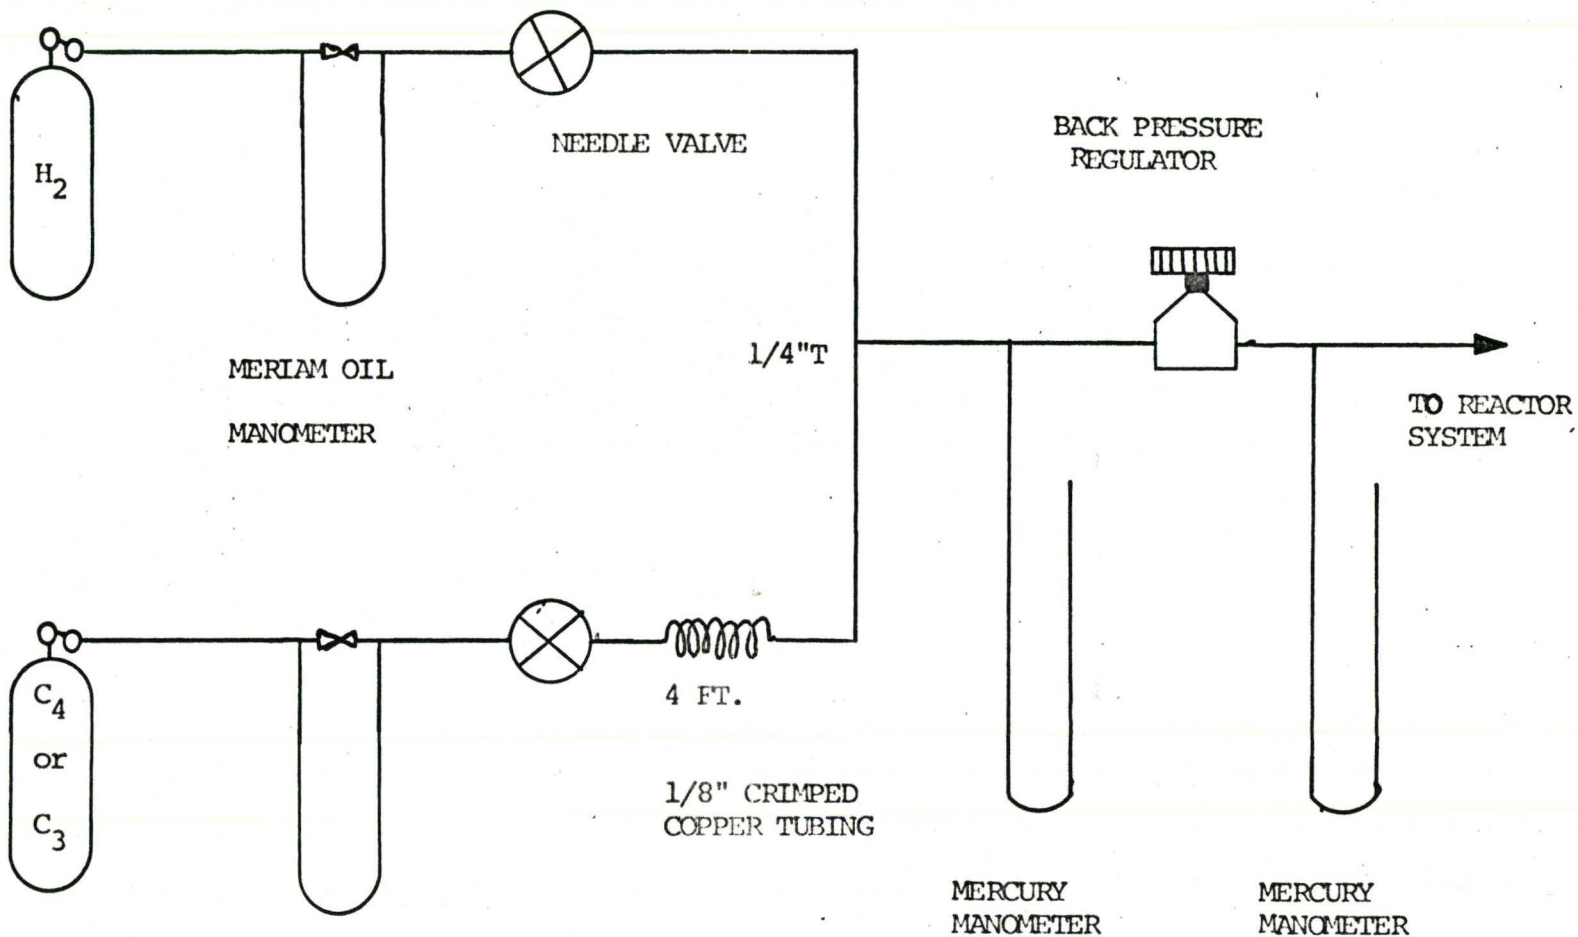 H2
NEEDLE VALVE
BACK PRESSURE
REGULATOR
MERIAM OIL
MANOMETER
1/4"T
TO REACTOR
SYSTEM
C4
or
C3
4 FT.
1/8" CRIMPED
COPPER TUBING
MERCURY
MANOMETER
MERCURY
MANOMETER